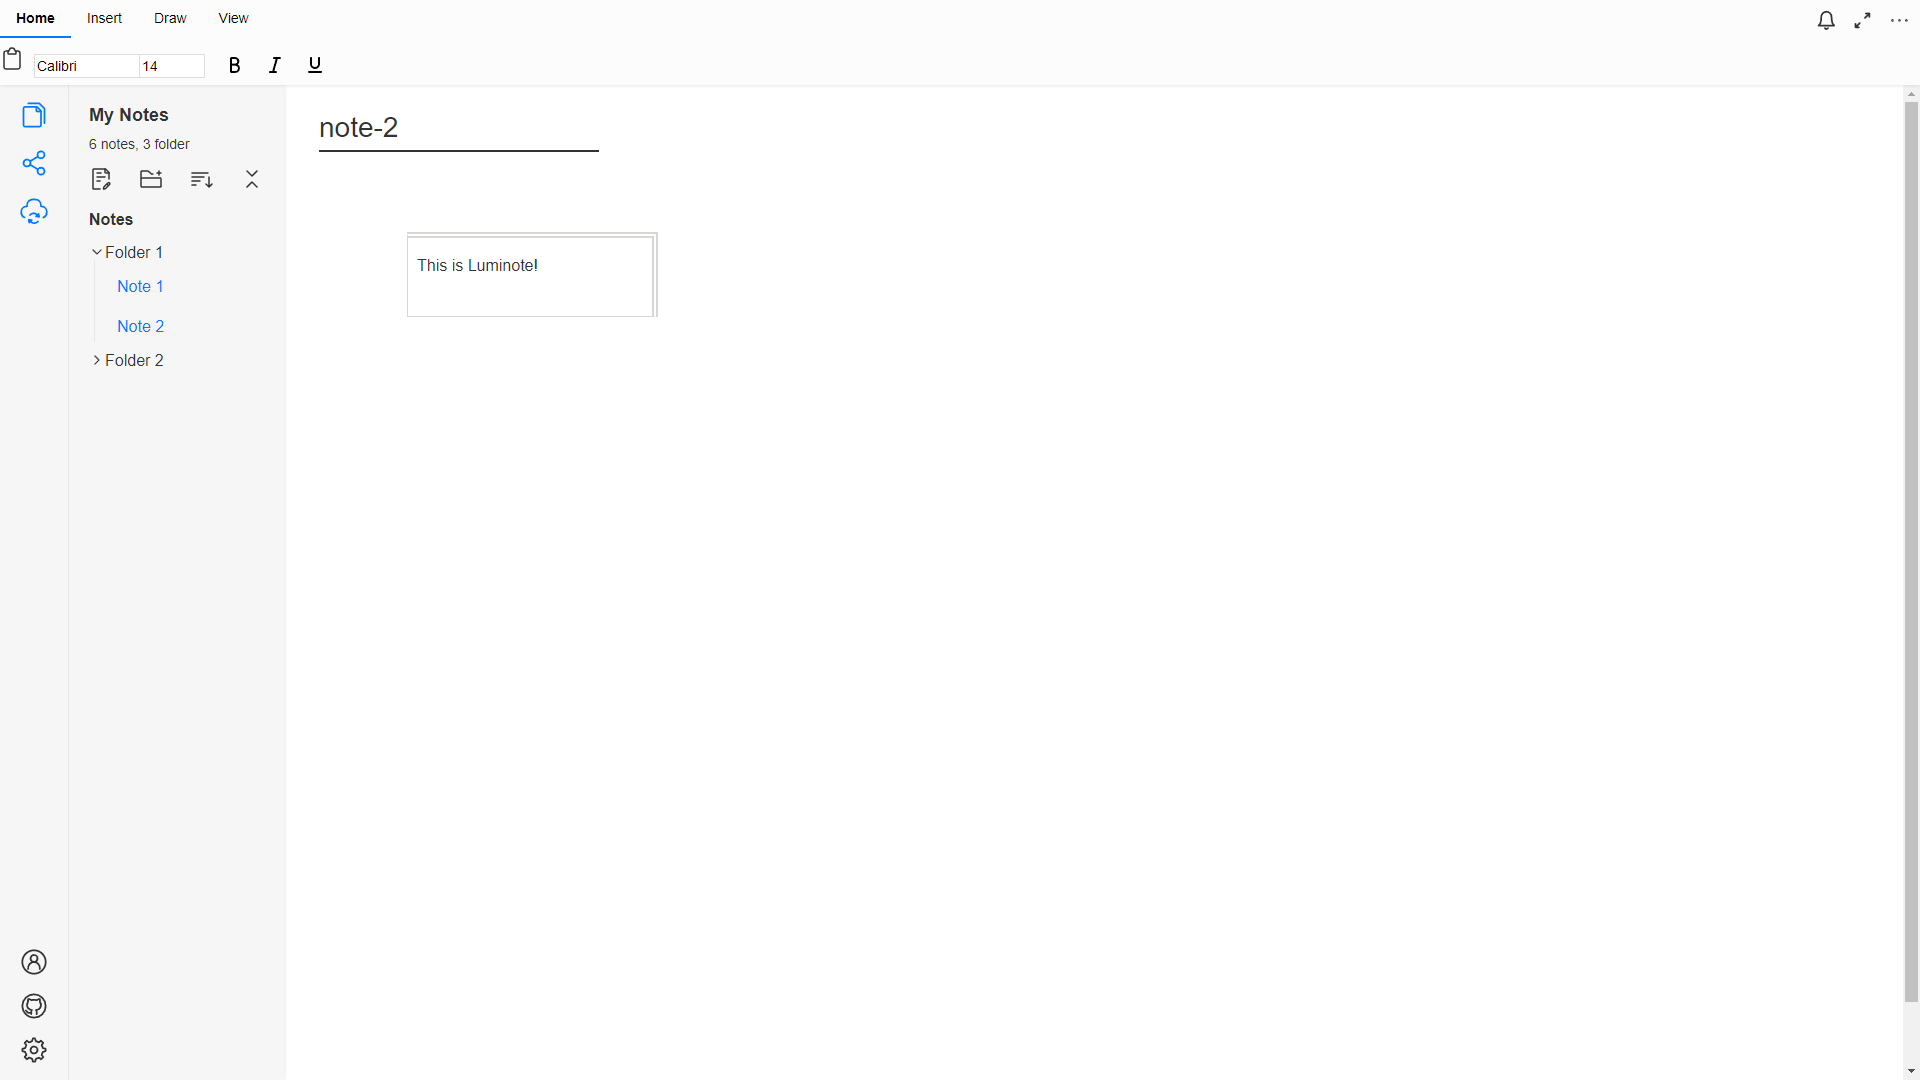 Home Insert Draw View
Calibri 14 B I U
My Notes
6 notes, 3 folder
Notes
Folder 1
Note 1
Note 2
Folder 2
note-2
This is Luminote!